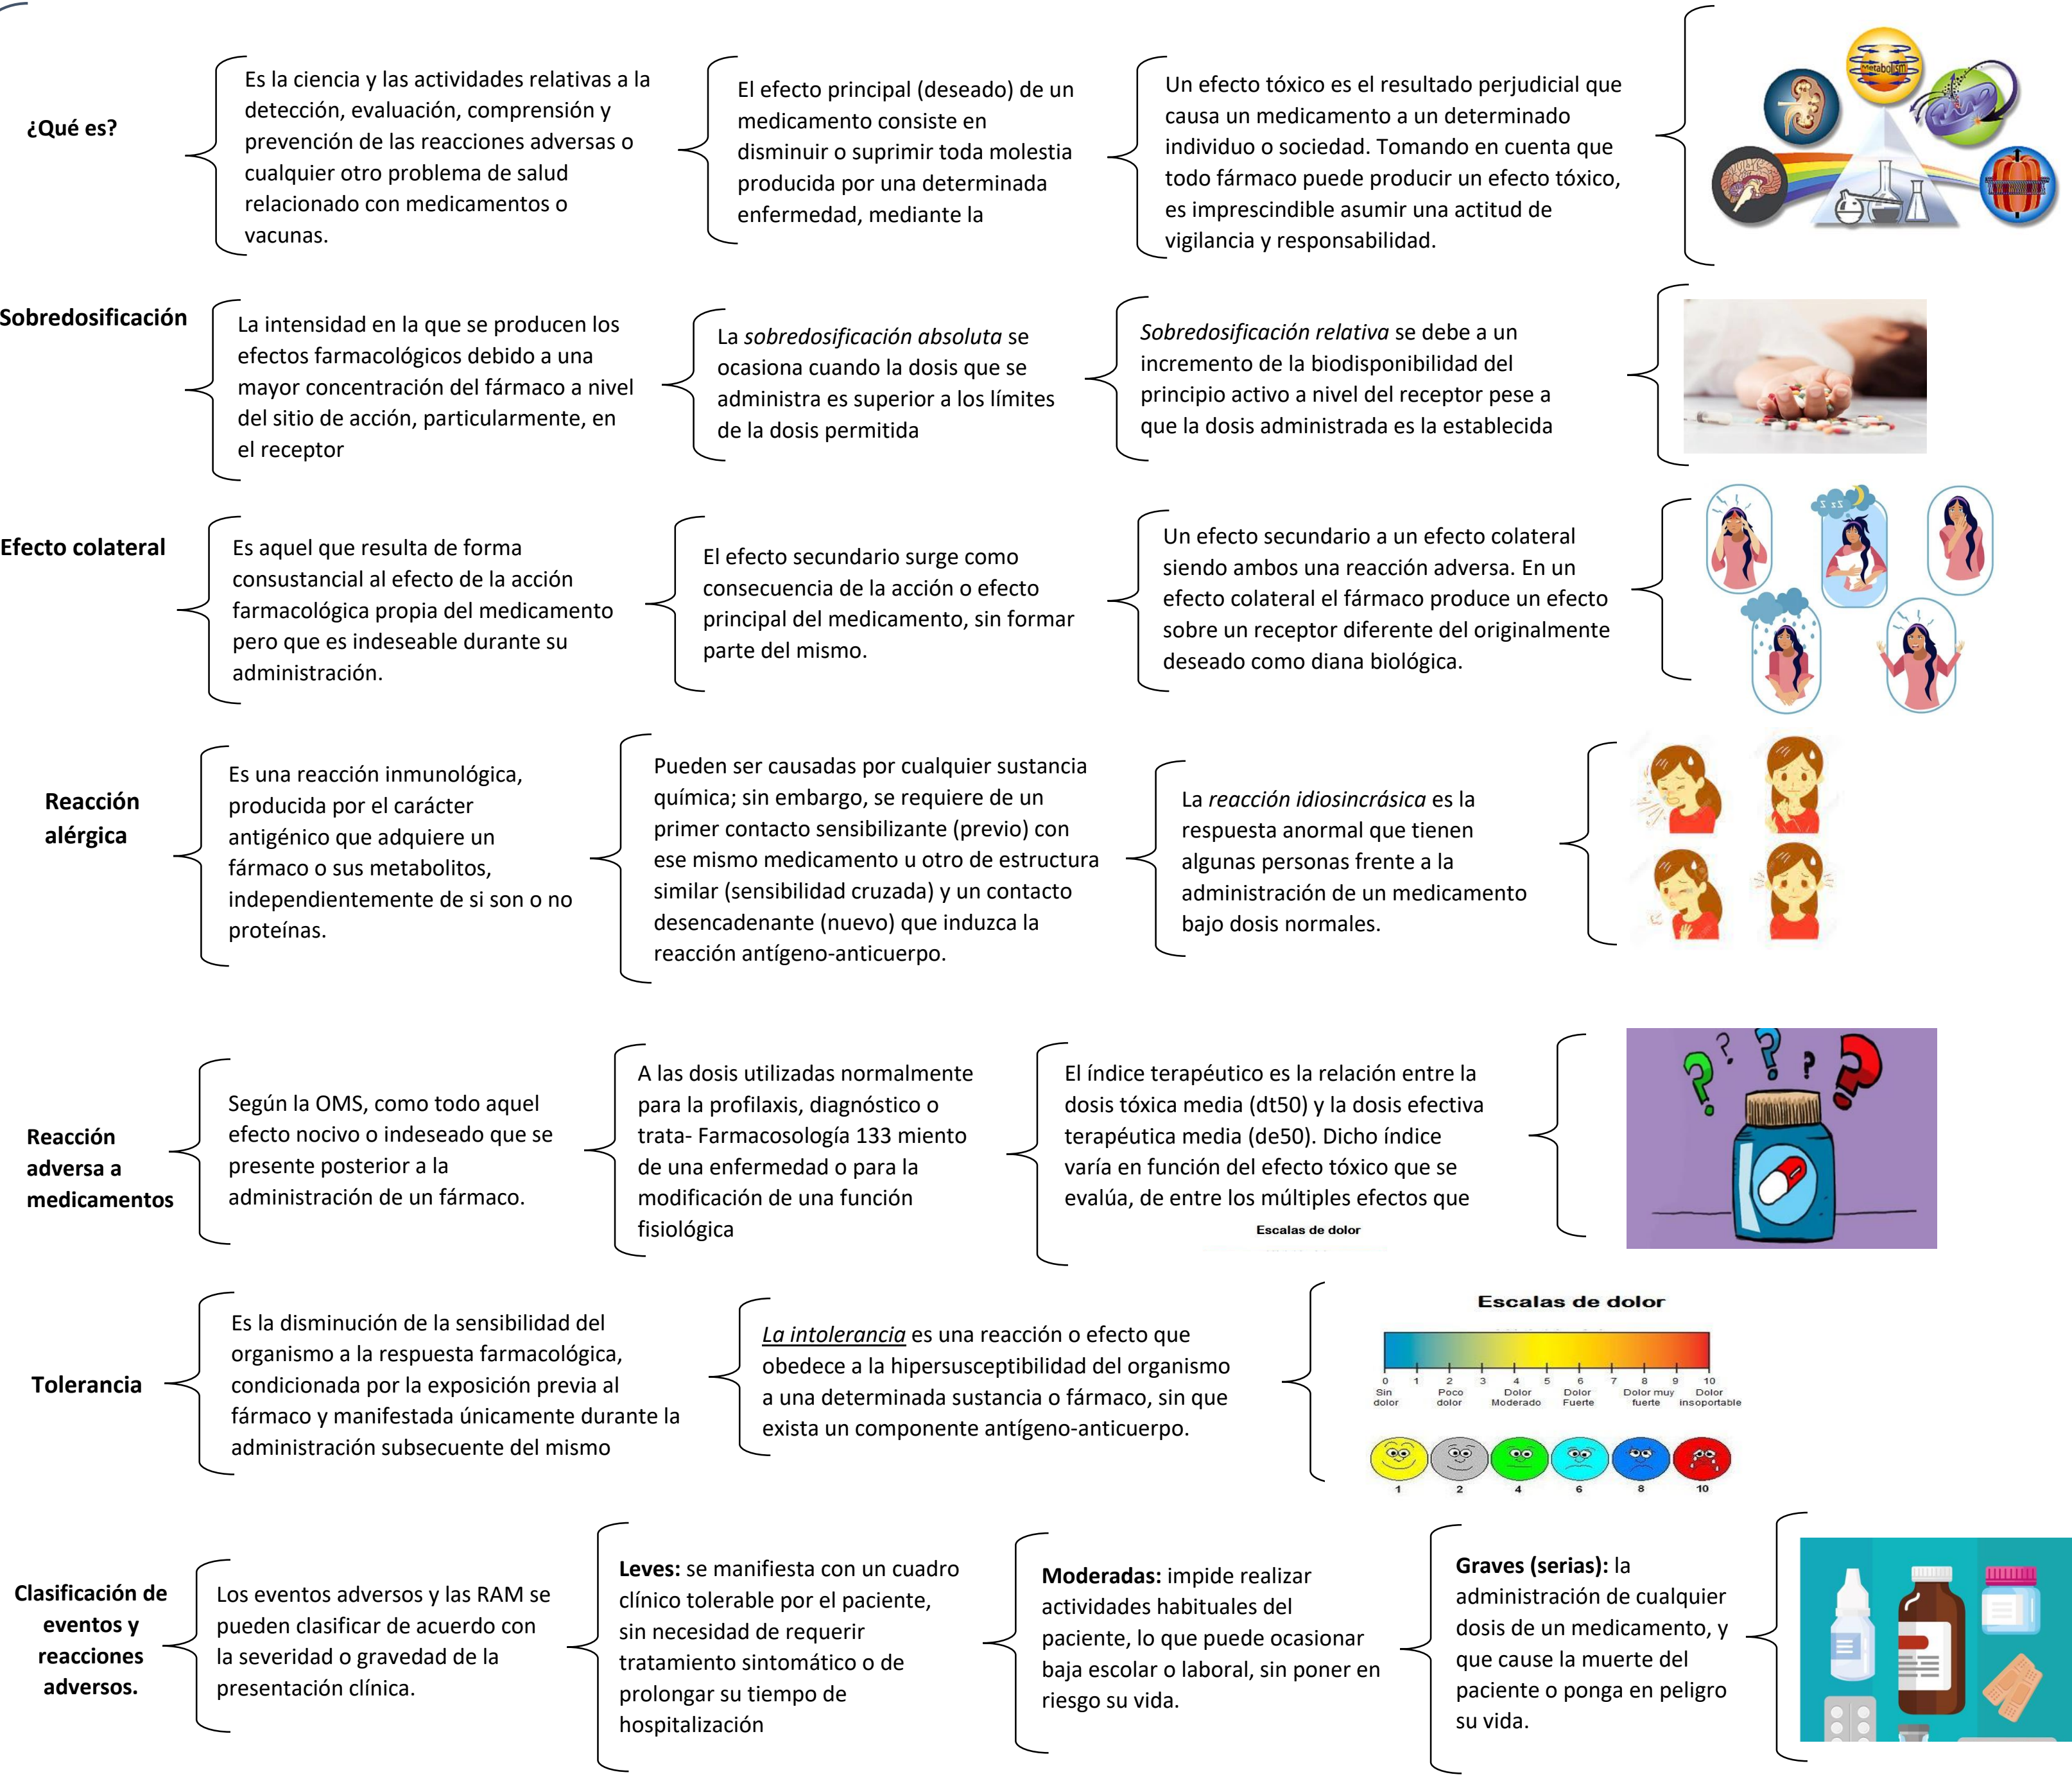 ¿Qué es?
Es la ciencia y las actividades relativas a la
detección, evaluación, comprensión y
prevención de las reacciones adversas o
cualquier otro problema de salud
relacionado con medicamentos o
vacunas.
El efecto principal (deseado) de un
medicamento consiste en
disminuir o suprimir toda molestia
producida por una determinada
enfermedad, mediante la
Un efecto tóxico es el resultado perjudicial que
causa un medicamento a un determinado
individuo o sociedad. Tomando en cuenta que
todo fármaco puede producir un efecto tóxico,
es imprescindible asumir una actitud de
vigilancia y responsabilidad.
Metabolism
Sobredosificación
La intensidad en la que se producen los
efectos farmacológicos debido a una
mayor concentración del fármaco a nivel
del sitio de acción, particularmente, en
el receptor
La sobredosificación absoluta se
ocasiona cuando la dosis que se
administra es superior a los límites
de la dosis permitida
Sobredosificación relativa se debe a un
incremento de la biodisponibilidad del
principio activo a nivel del receptor pese a
que la dosis administrada es la establecida
Efecto colateral
Es aquel que resulta de forma
consustancial al efecto de la acción
farmacológica propia del medicamento
pero que es indeseable durante su
administración.
El efecto secundario surge como
consecuencia de la acción o efecto
principal del medicamento, sin formar
parte del mismo.
Un efecto secundario a un efecto colateral
siendo ambos una reacción adversa. En un
efecto colateral el fármaco produce un efecto
sobre un receptor diferente del originalmente
deseado como diana biológica.
zzz
Reacción
alérgica
Es una reacción inmunológica,
producida por el carácter
antigénico que adquiere un
fármaco o sus metabolitos,
independientemente de si son o no
proteínas.
Pueden ser causadas por cualquier sustancia
química; sin embargo, se requiere de un
primer contacto sensibilizante (previo) con
ese mismo medicamento u otro de estructura
similar (sensibilidad cruzada) y un contacto
desencadenante (nuevo) que induzca la
reacción antígeno-anticuerpo.
La reacción idiosincrásica es la
respuesta anormal que tienen
algunas personas frente a la
administración de un medicamento
bajo dosis normales.
Reacción
adversa a
medicamentos
Según la OMS, como todo aquel
efecto nocivo o indeseado que se
presente posterior a la
administración de un fármaco.
A las dosis utilizadas normalmente
para la profilaxis, diagnóstico o
trata- Farmacosología 133 miento
de una enfermedad o para la
modificación de una función
fisiológica
El índice terapéutico es la relación entre la
dosis tóxica media (dt50) y la dosis efectiva
terapéutica media (de50). Dicho índice
varía en función del efecto tóxico que se
evalúa, de entre los múltiples efectos que
Escalas de dolor
? ? ? ? ?
Tolerancia
Es la disminución de la sensibilidad del
organismo a la respuesta farmacológica,
condicionada por la exposición previa al
fármaco y manifestada únicamente durante la
administración subsecuente del mismo
La intolerancia es una reacción o efecto que
obedece a la hipersusceptibilidad del organismo
a una determinada sustancia o fármaco, sin que
exista un componente antígeno-anticuerpo.
Escalas de dolor
0 1 2 3 4 5 6 7 8 9 10
Sin Poco Dolor Dolor Dolor muy Dolor
dolor dolor Moderado Fuerte fuerte insoportable
1 2 4 6 8 10
Clasificación de
eventos y
reacciones
adversos.
Los eventos adversos y las RAM se
pueden clasificar de acuerdo con
la severidad o gravedad de la
presentación clínica.
Leves: se manifiesta con un cuadro
clínico tolerable por el paciente,
sin necesidad de requerir
tratamiento sintomático o de
prolongar su tiempo de
hospitalización
Moderadas: impide realizar
actividades habituales del
paciente, lo que puede ocasionar
baja escolar o laboral, sin poner en
riesgo su vida.
Graves (serias): la
administración de cualquier
dosis de un medicamento, y
que cause la muerte del
paciente o ponga en peligro
su vida.